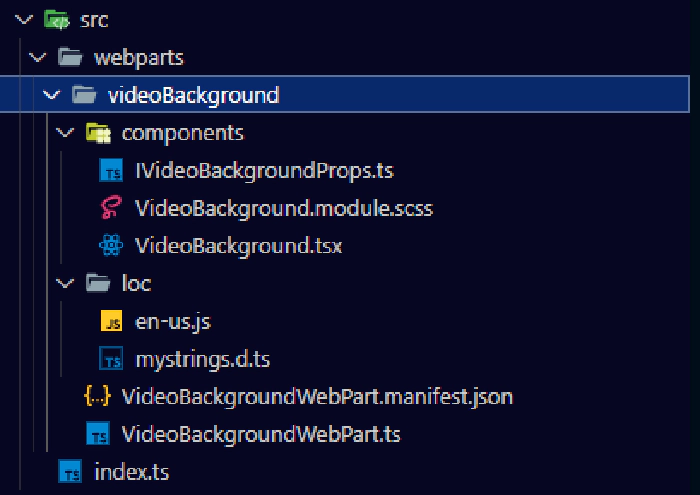 src
webparts
videoBackground
components
TS IVideoBackgroundProps.ts
VideoBackground.module.scss
VideoBackground.tsx
loc
JS en-us.js
TS mystrings.d.ts
{..} VideoBackgroundWebPart.manifest.json
TS VideoBackgroundWebPart.ts
TS index.ts